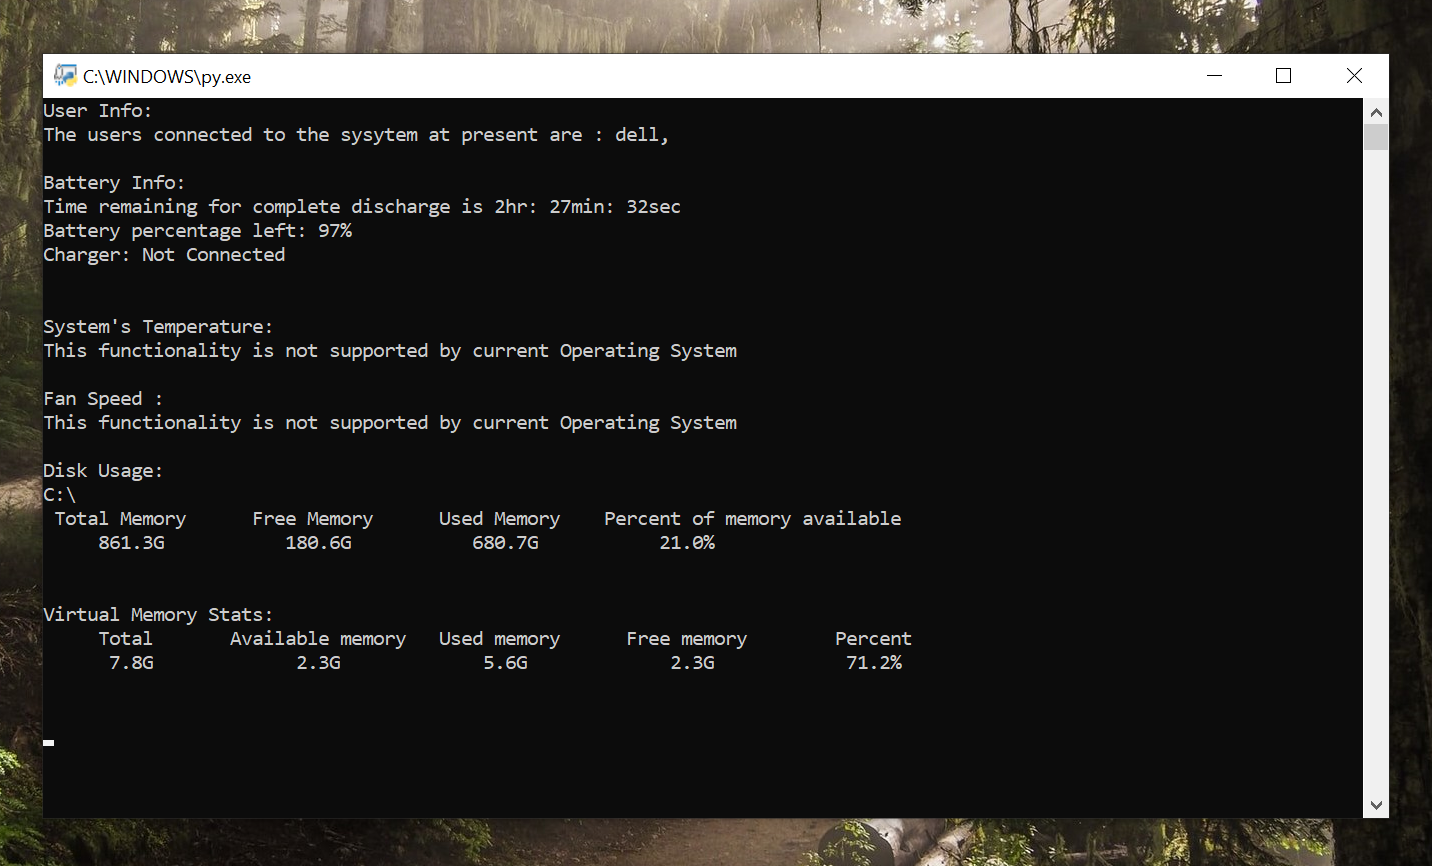 C:\WINDOWS\py.exe
User Info:
The users connected to the sysytem at present are : dell,
Battery Info:
Time remaining for complete discharge is 2hr: 27min: 32sec
Battery percentage left: 97%
Charger: Not Connected
System's Temperature:
This functionality is not supported by current Operating System
Fan Speed :
This functionality is not supported by current Operating System
Disk Usage:
C:\
Total Memory Free Memory Used Memory Percent of memory available
861.3G 180.6G 680.7G 21.0%
Virtual Memory Stats:
Total Available memory Used memory Free memory Percent
7.8G 2.3G 5.6G 2.3G 71.2%